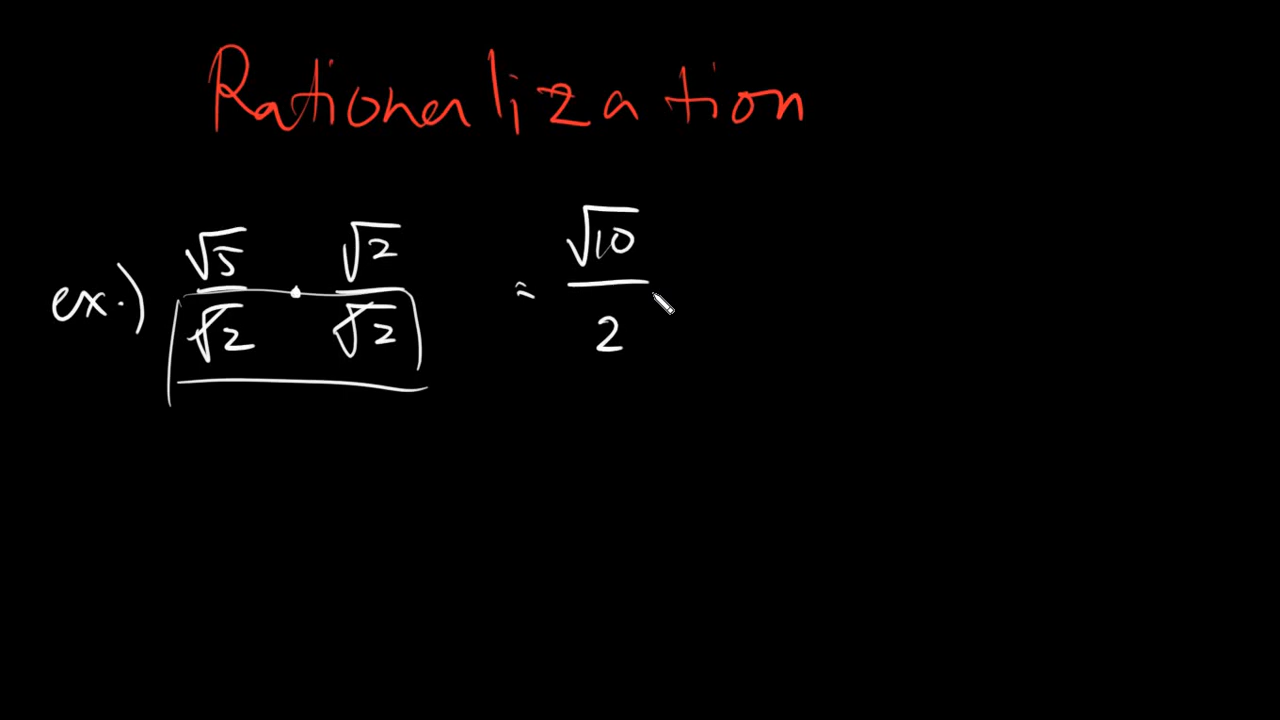 Rationalization
ex.) √5/√2 · √2/√2 = √10/2